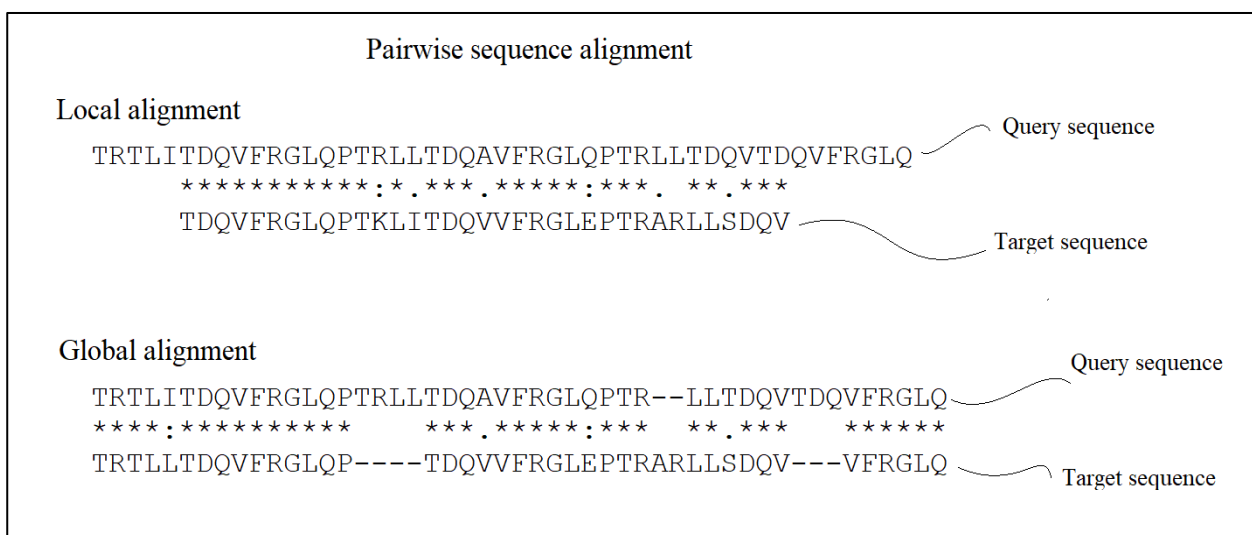 Pairwise sequence alignment
Local alignment
Query sequence
TRTLITDQVFRGLQPTRLLTDQAVFRGLQPTRLLTDQVTDQVFRGLQ
***********:*.***.*****:***. **.***
TDQVFRGLQPTKLITDQVVFRGLEPTRARLLSDQV
Target sequence
Global alignment
Query sequence
TRTLITDQVFRGLQPTRLLTDQAVFRGLQPTR--LLTDQVTDQVFRGLQ
****:**********    ***.*****:***  **.***   ******
TRTLLTDQVFRGLQP----TDQVVFRGLEPTRARLLSDQV---VFRGLQ
Target sequence